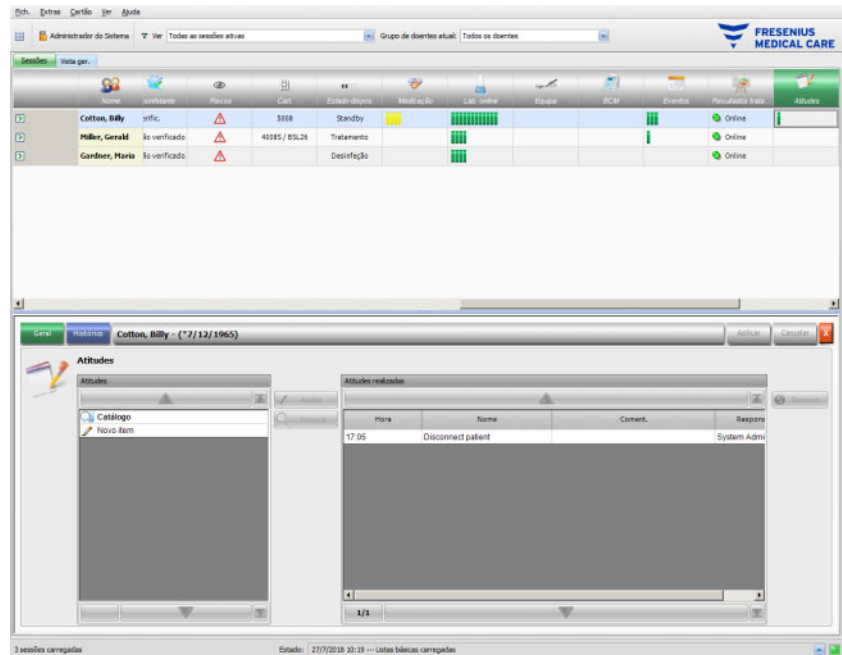 Fich. Extras Cartão Ver Ajuda
Administrador do Sistema Ver Todas as sessões ativas Grupo de doentes atual: Todos os doentes
FRESENIUS
MEDICAL CARE
Sessões Vista ger.
Nome Riscos Cart Estado dispos. Medicação Lab. online Equipa BCM Eventos Resultados trata Atitudes
Cotton, Billy erific. 5008 Standby Online
Miller, Gerald ão verificado 4008S / BSL26 Tratamento Online
Gardner, Maria ão verificado Desinfeção Online
Geral Histórico Cotton, Billy - (*7/12/1965) Aplicar Cancelar X
Atitudes
Atitudes Atitudes realizadas
Catálogo
Novo item
Hora Nome Coment. Respons
17:05 Disconnect patient System Admi
1/1
3 sessões carregadas Estado: 27/7/2018 10:19 --- Listas básicas carregadas